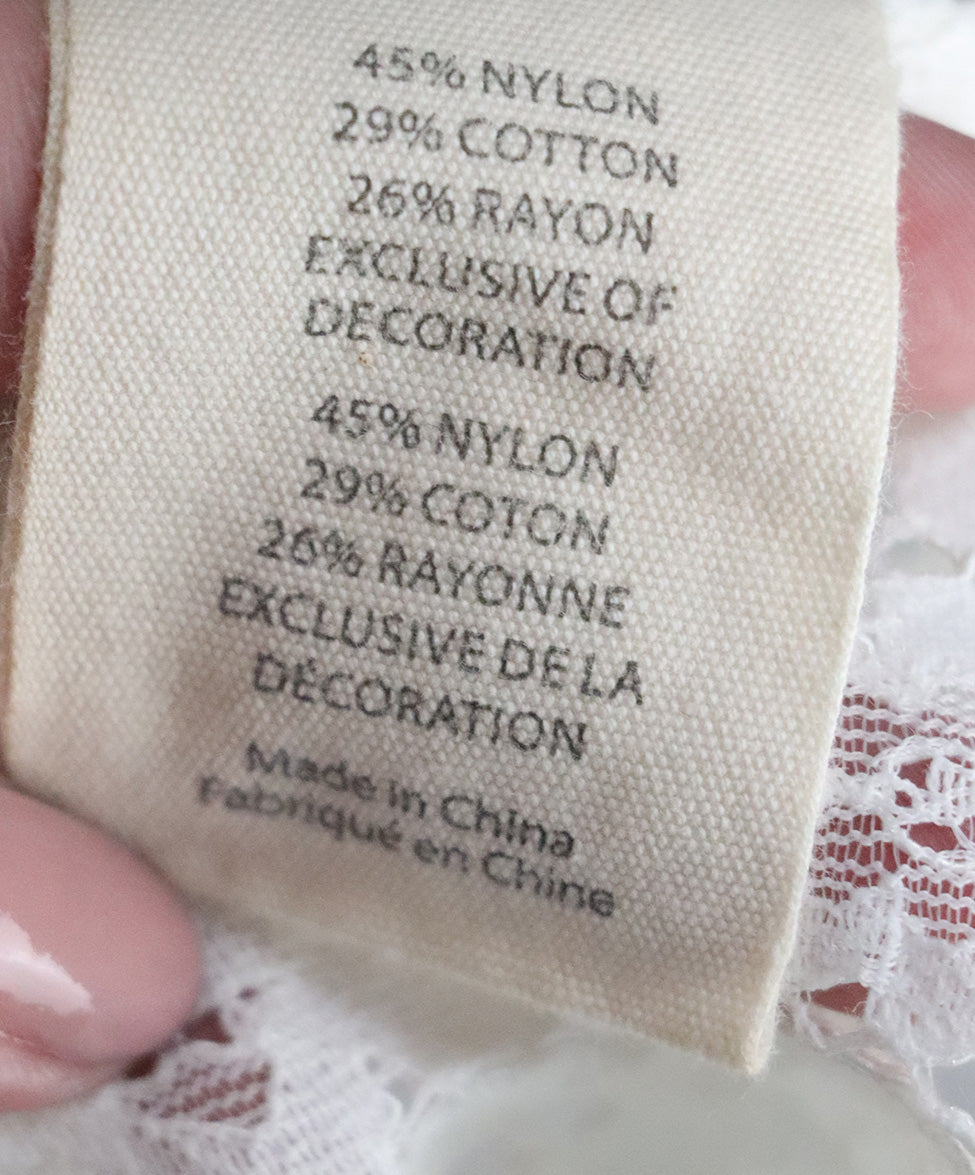 45% NYLON
29% COTTON
26% RAYON
EXCLUSIVE OF
DECORATION
45% NYLON
29% COTON
26% RAYONNE
EXCLUSIVE DE LA
DÉCORATION
Made in China
Fabriqué en Chine